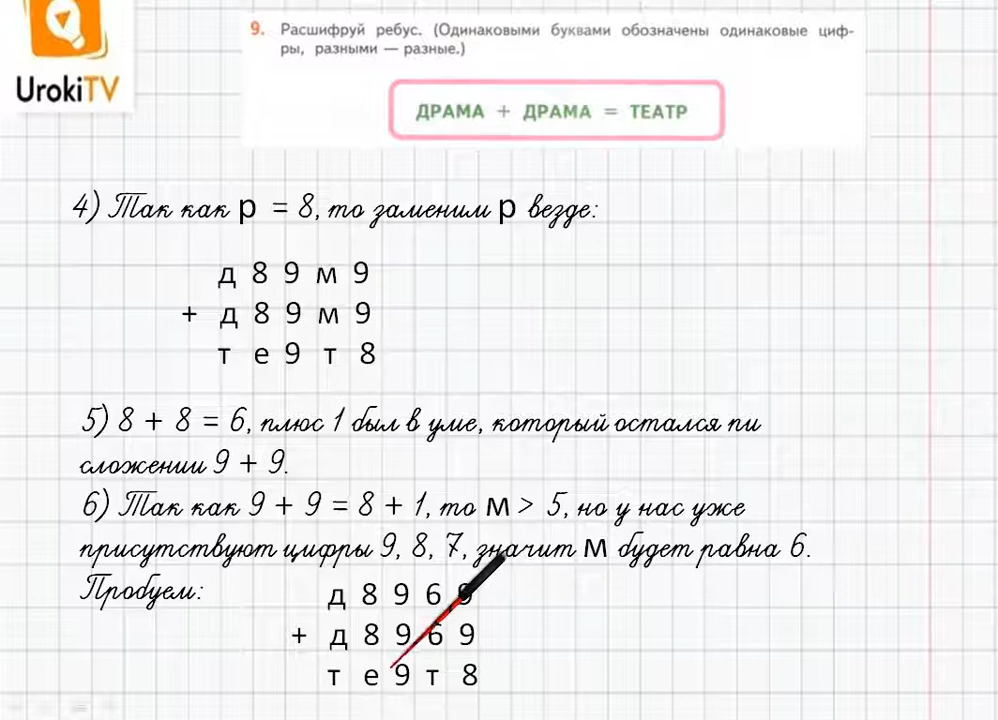 UrokiTV
9. Расшифруй ребус. (Одинаковыми буквами обозначены одинаковые циф-
ры, разными — разные.)
ДРАМА + ДРАМА = ТЕАТР
4) Так как р = 8, то заменим р везде:
д 8 9 м 9
+ д 8 9 м 9
т е 9 т 8
5) 8 + 8 = 6, плюс 1 был в уме, который остался пи
сложении 9 + 9.
6) Так как 9 + 9 = 8 + 1, то м > 5, но у нас уже
присутствуют цифры 9, 8, 7, значит м будет равна 6.
Пробуем:
д 8 9 6 9
+ д 8 9 6 9
т е 9 т 8